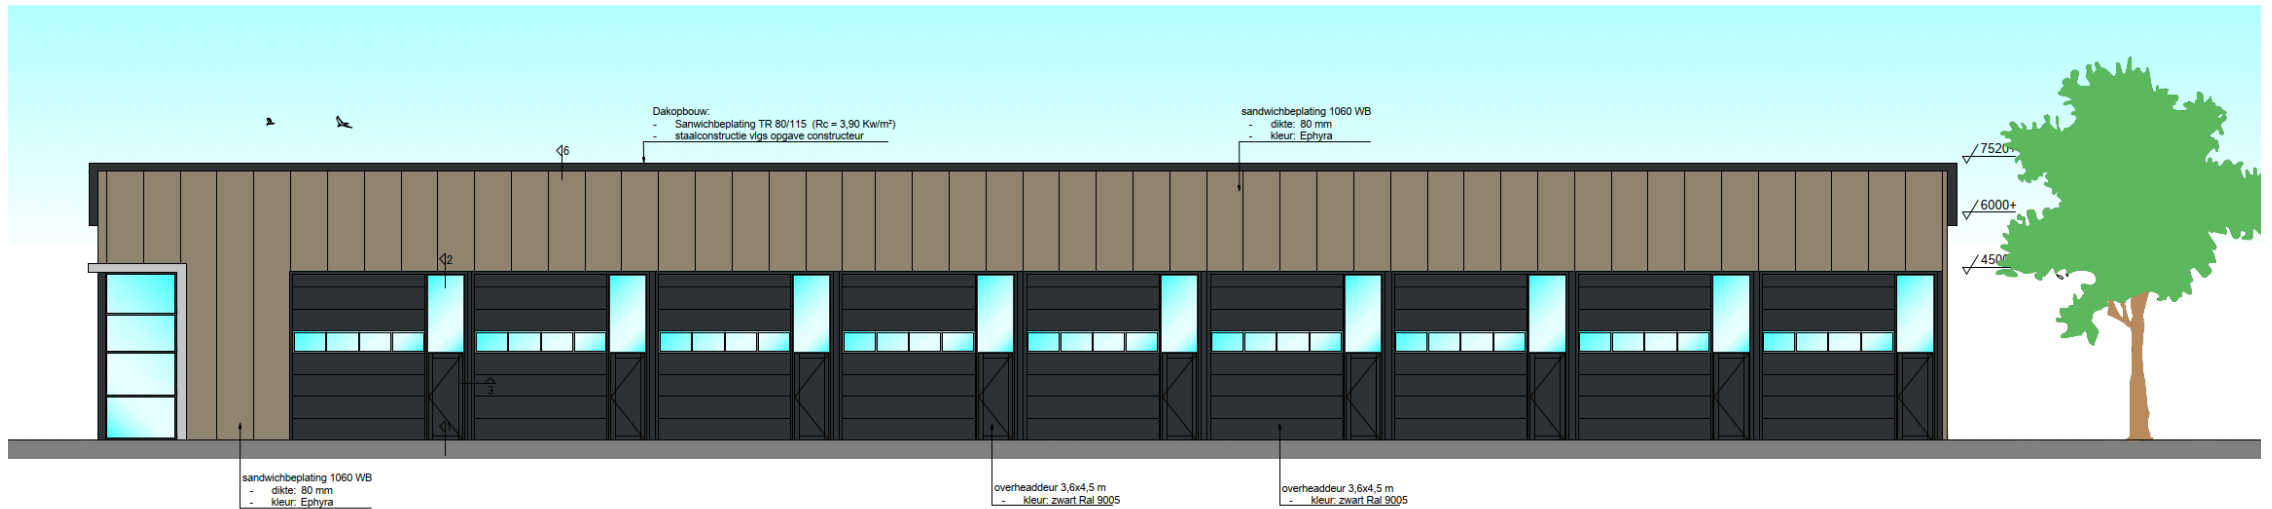 Dakopbouw:
- Sanwichbeplating TR 80/115 (Rc = 3,90 Kw/m²)
- staalconstructie vlgs opgave constructeur
sandwichbeplating 1060 WB
- dikte: 80 mm
- kleur: Ephyra
6
7520+
6000+
2
450
3
1
sandwichbeplating 1060 WB
- dikte: 80 mm
- kleur: Ephyra
overheaddeur 3,6x4,5 m
- kleur: zwart Ral 9005
overheaddeur 3,6x4,5 m
- kleur: zwart Ral 9005